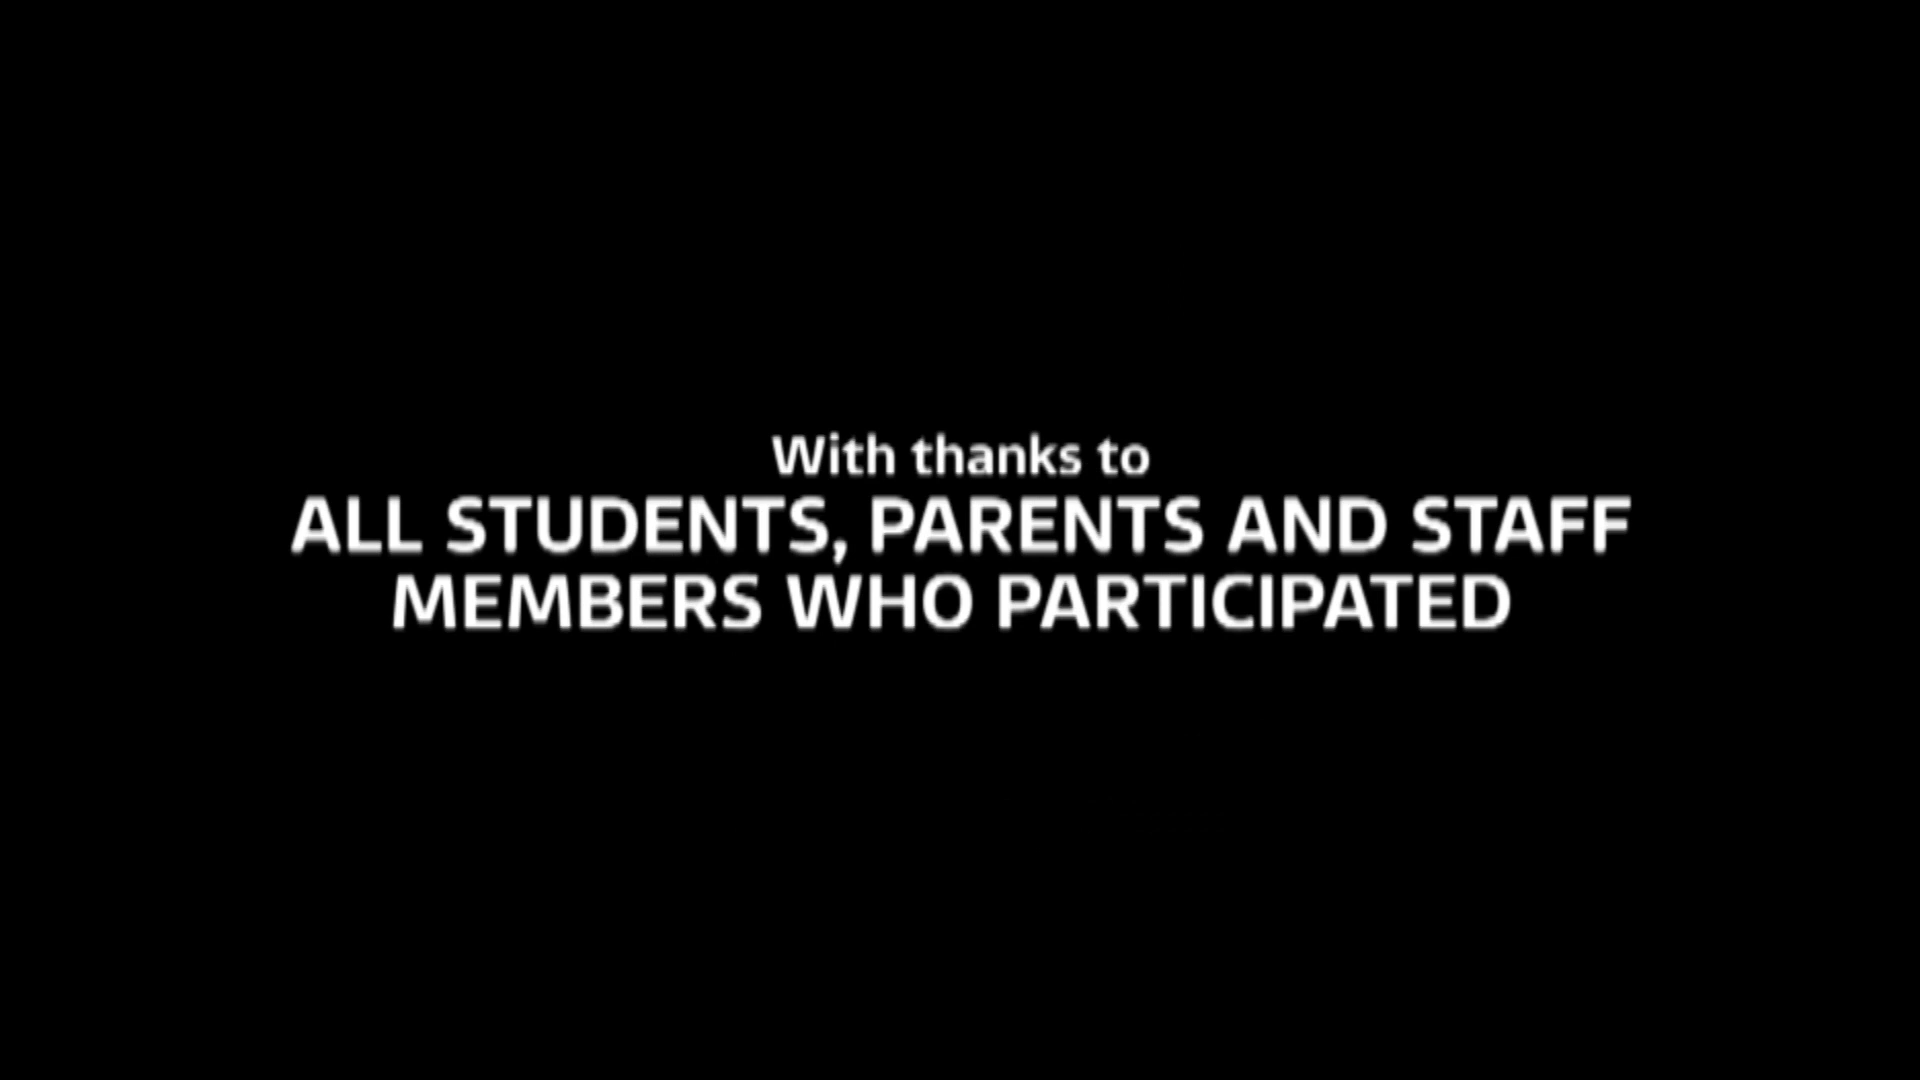 With thanks to
ALL STUDENTS, PARENTS AND STAFF
MEMBERS WHO PARTICIPATED